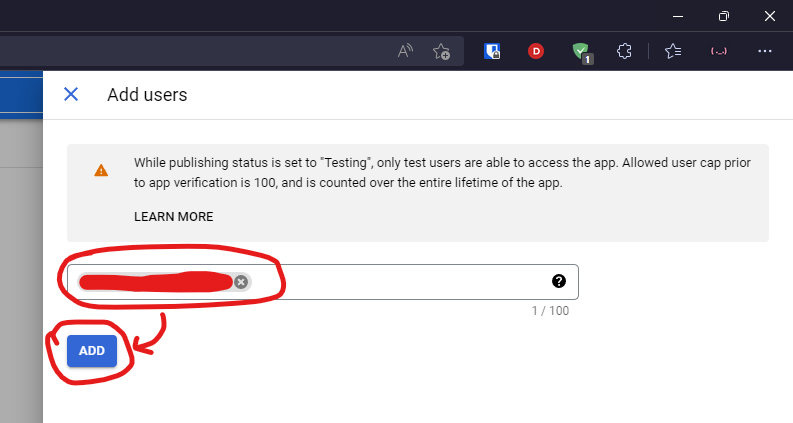 A
D
1
Add users
While publishing status is set to "Testing", only test users are able to access the app. Allowed user cap prior
to app verification is 100, and is counted over the entire lifetime of the app.
LEARN MORE
?
1 / 100
ADD